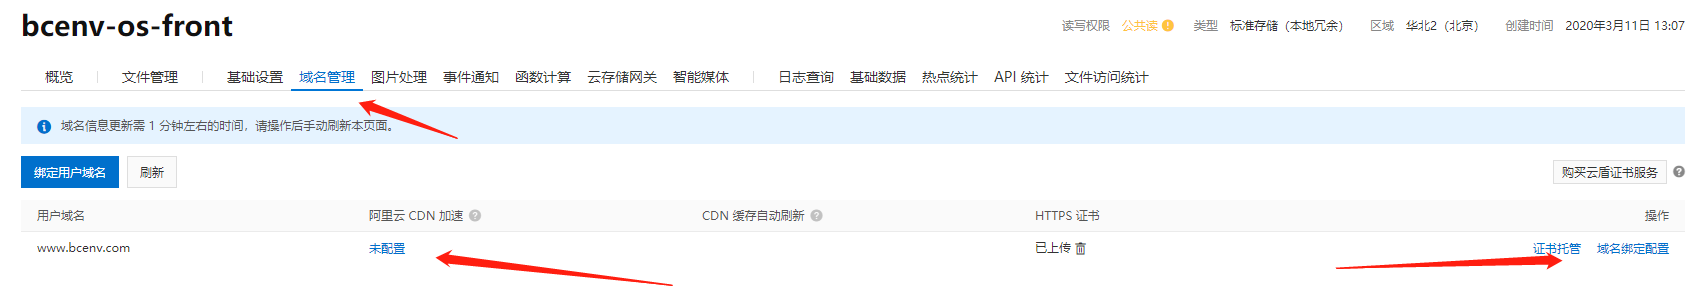 bcenv-os-front
读写权限 公共读 类型 标准存储（本地冗余） 区域 华北2（北京） 创建时间 2020年3月11日 13:07
概览 文件管理 基础设置 域名管理 图片处理 事件通知 函数计算 云存储网关 智能媒体 日志查询 基础数据 热点统计 API 统计 文件访问统计
域名信息更新需 1 分钟左右的时间，请操作后手动刷新本页面。
绑定用户域名 刷新 购买云盾证书服务
用户域名 阿里云 CDN 加速 CDN 缓存自动刷新 HTTPS 证书 操作
www.bcenv.com 未配置 已上传 证书托管 域名绑定配置